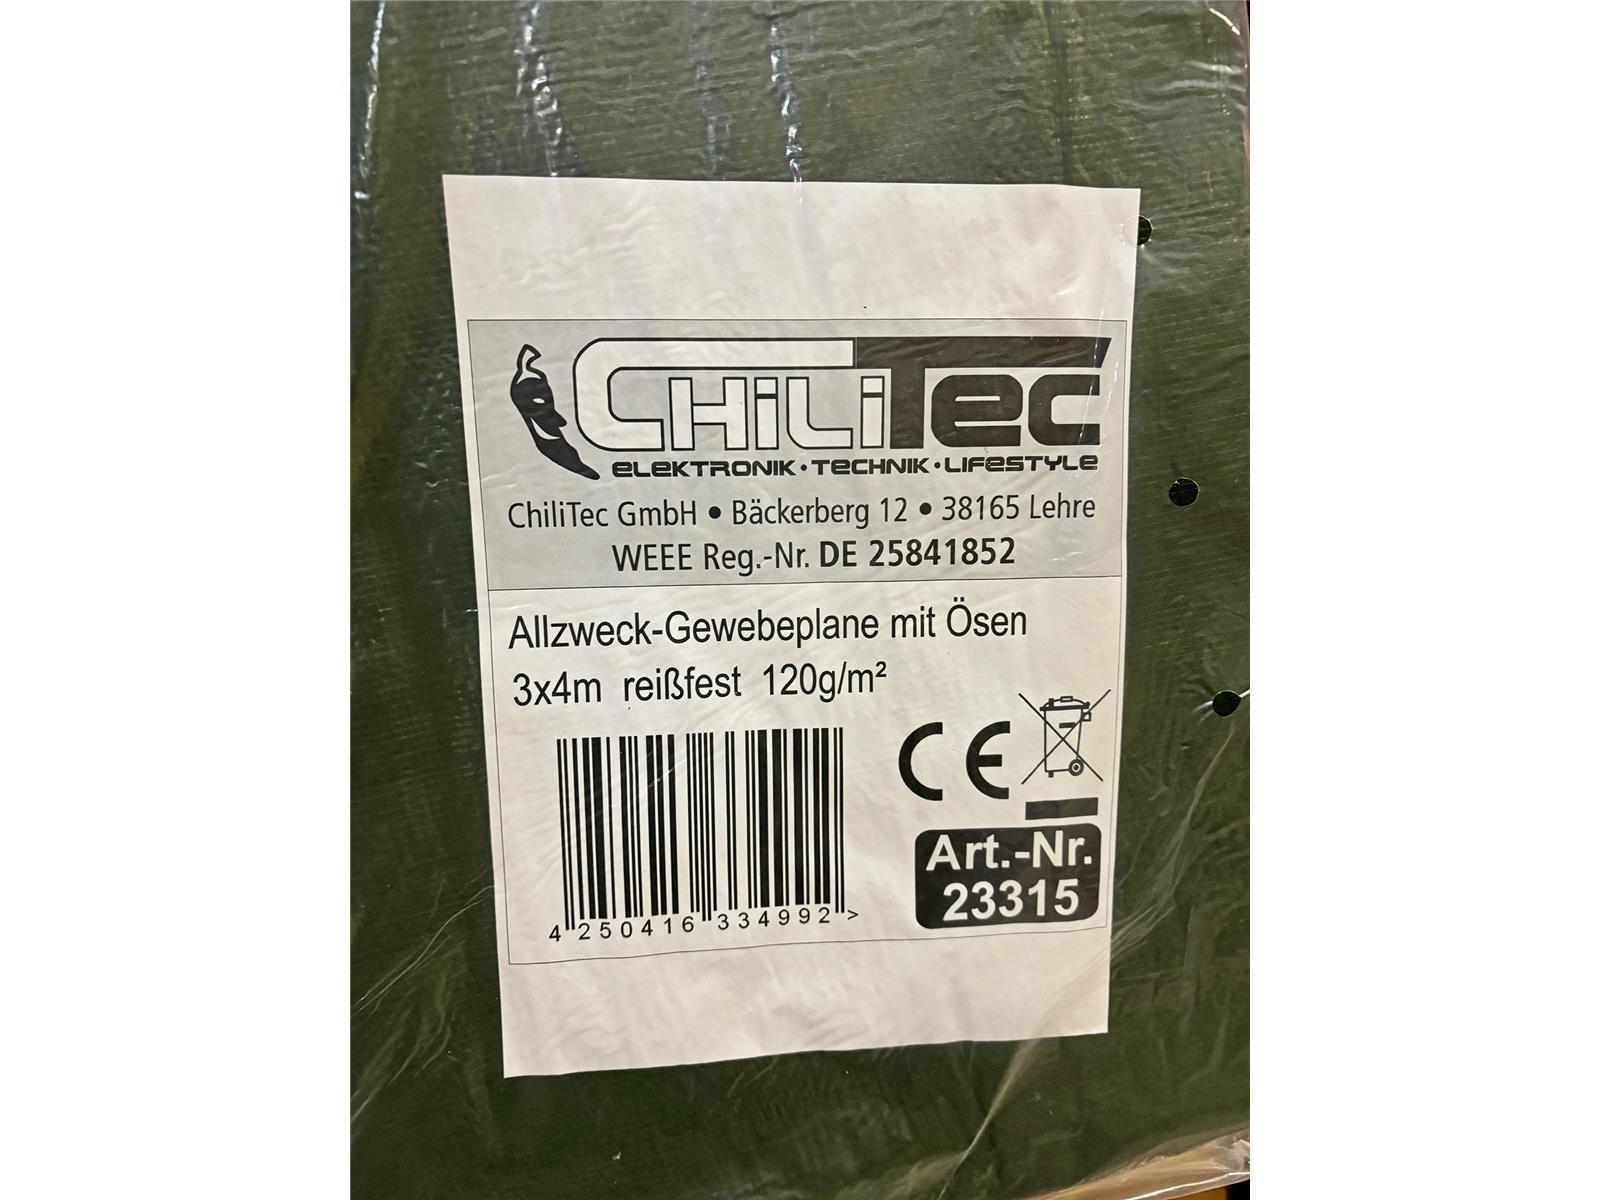 CHiLiTec
ELEKTRONIK • TECHNIK • LIFESTYLE
ChiliTec GmbH • Bäckerberg 12 • 38165 Lehre
WEEE Reg.-Nr. DE 25841852
Allzweck-Gewebeplane mit Ösen
3x4m reißfest 120g/m²
CE
Art.-Nr.
23315
4 250416 334992 >